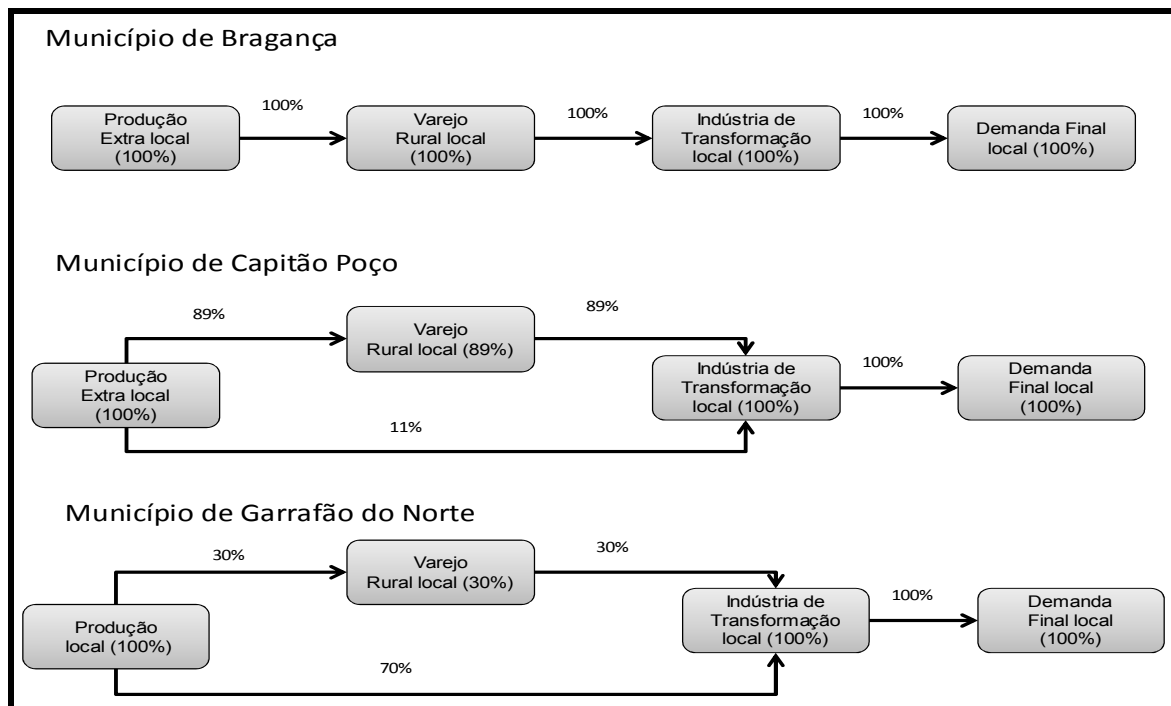 Município de Bragança
100%
100%
100%
Produção
Extra local
(100%)
Varejo
Rural local
(100%)
Indústria de
Transformação
local (100%)
Demanda Final
local (100%)
Município de Capitão Poço
89%
89%
Varejo
Rural local (89%)
Produção
Extra local
(100%)
Indústria de
Transformação
local (100%)
100%
Demanda
Final local
(100%)
11%
Município de Garrafão do Norte
30%
30%
Varejo
Rural local (30%)
Produção
local (100%)
Indústria de
Transformação
local (100%)
100%
Demanda
Final local
(100%)
70%